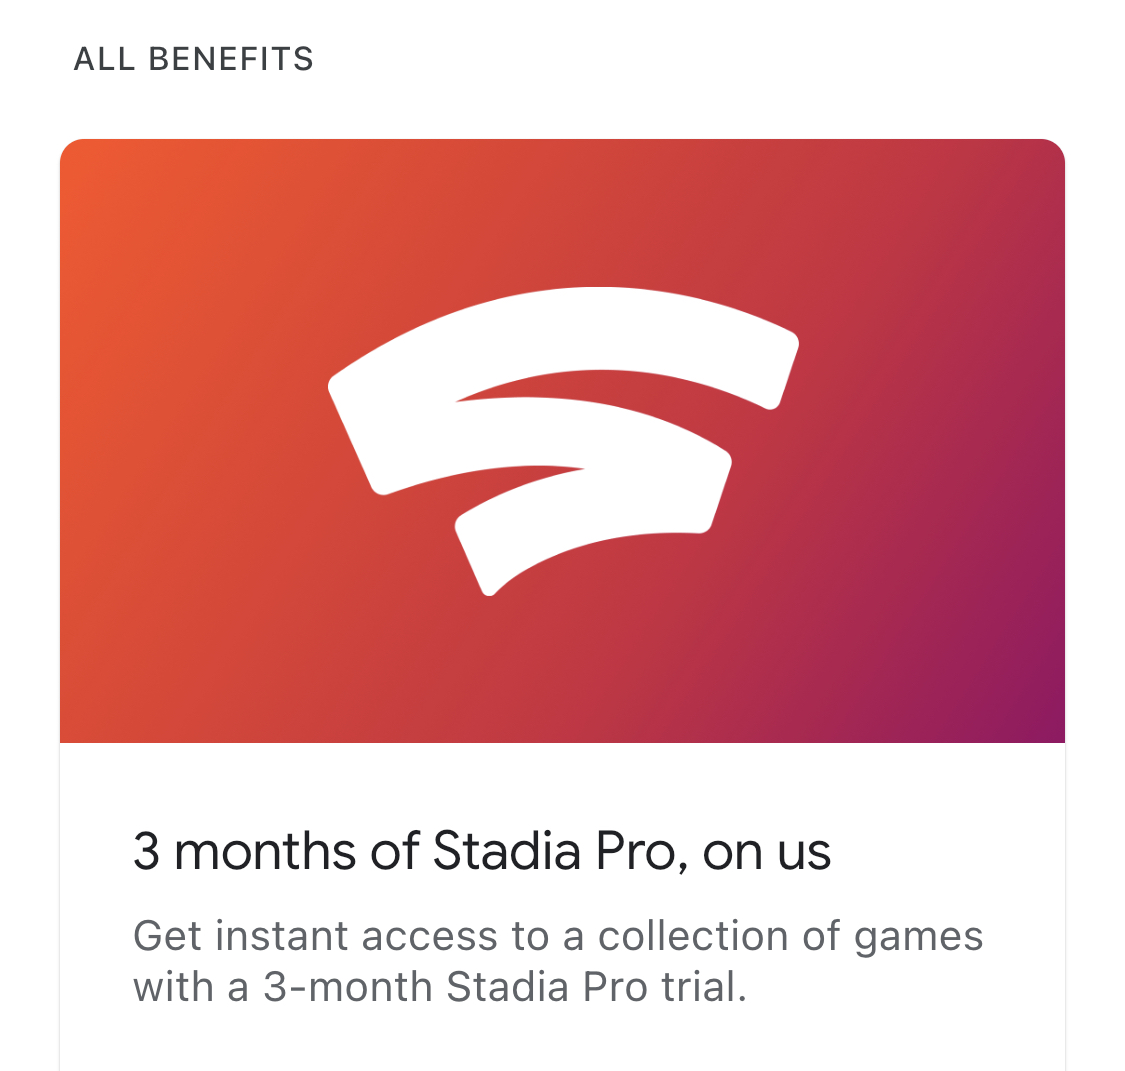 ALL BENEFITS
3 months of Stadia Pro, on us
Get instant access to a collection of games
with a 3-month Stadia Pro trial.